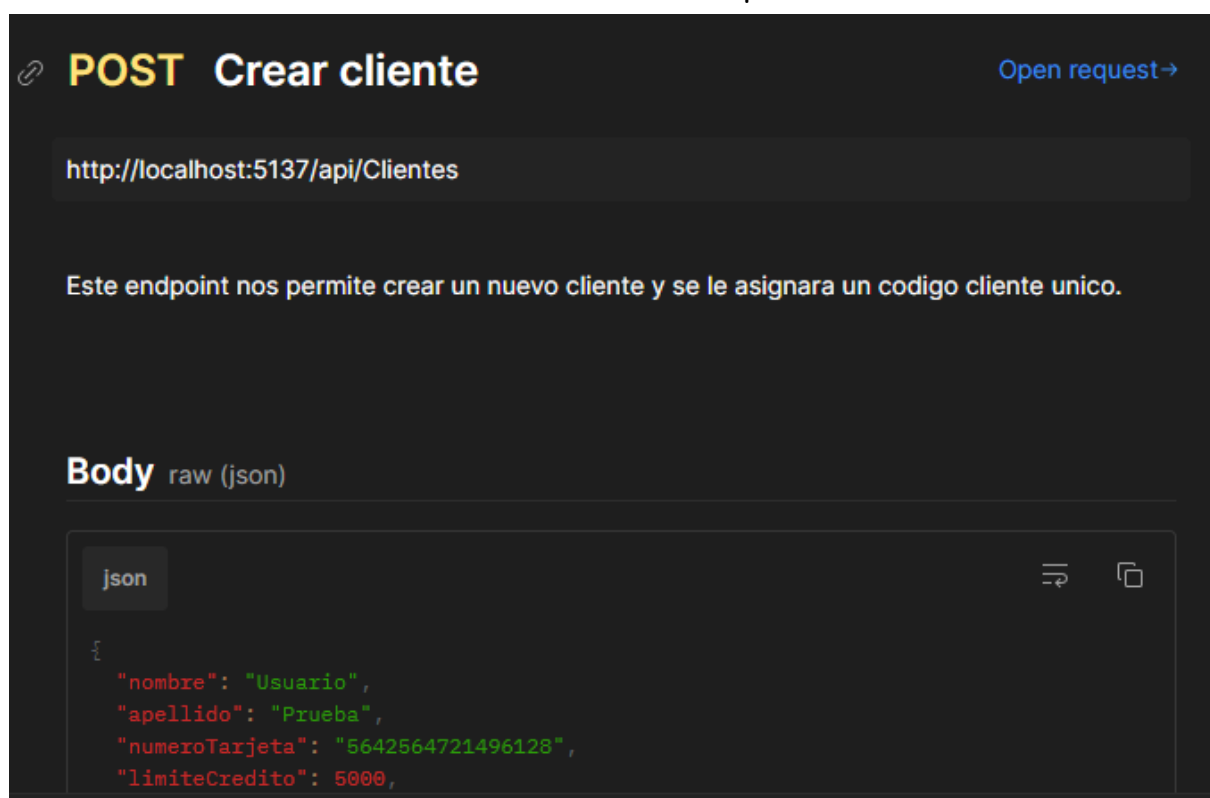 POST Crear cliente
Open request→
http://localhost:5137/api/Clientes
Este endpoint nos permite crear un nuevo cliente y se le asignara un codigo cliente unico.
Body raw (json)
json
{
"nombre": "Usuario",
"apellido": "Prueba",
"numeroTarjeta": "5642564721496128",
"limiteCredito": 5000,